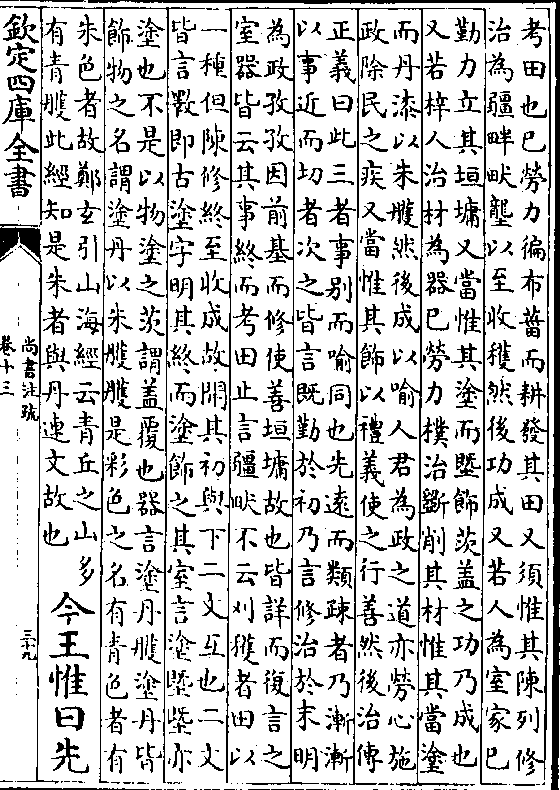 考田也已勞力徧布菑而耕發其田又須惟其陳列修
治為疆畔畎壟以至收穫然後功成又若人為室家已
勤力立其垣墉又當惟其塗而塈飾茨盖之功乃成也
又若梓人治材為器已勞力樸治斵削其材惟其當塗
而丹漆以朱雘然後成以喻人君為政之道亦勞心施
政除民之疾又當惟其飾以禮義使之行善然後治傳
正義曰此三者事别而喻同也先遠而類疎者乃漸漸
以事近而切者次之皆言既勤於初乃言修治於末明
為政孜孜因前基而修使善垣墉故也皆詳而復言之
室器皆云其事終而考田止言疆畎不云刈穫者田以
一種但陳修終至收成故開其初與下二文互也二文
皆言斁即古塗字明其終而塗飾之其室言塗塈塈亦
塗也不是以物塗之茨謂盖覆也器言塗丹雘塗丹皆
飾物之名謂塗丹以朱雘雘是彩色之名有青色者有
朱色者故鄭玄引山海經云青丘之山多
有青雘此經知是朱者與丹連文故也
今王惟曰先
欽定四庫全書
尚書注疏
卷十三
三十九